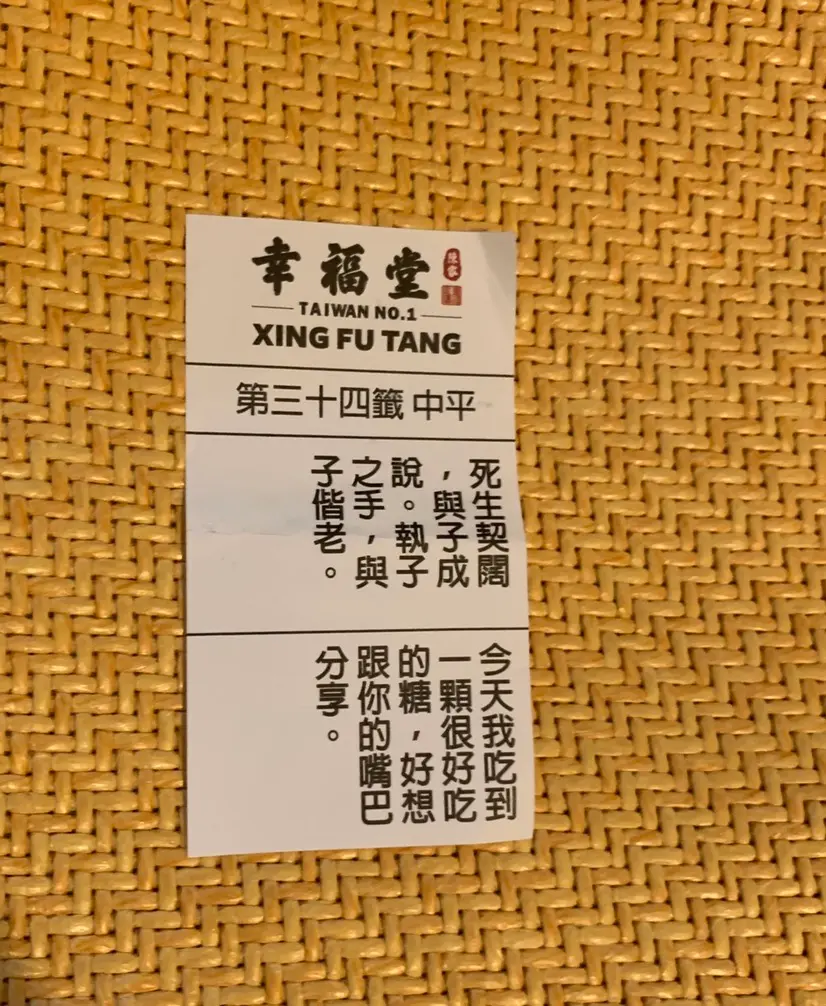 幸福堂
TAIWAN NO.1
XING FU TANG
第三十四籤 中平
死生契闊
，與子成
說。執子
之手，與
子偕老。
今天我吃到
一顆很好吃
的糖，好想
跟你的嘴巴
分享。